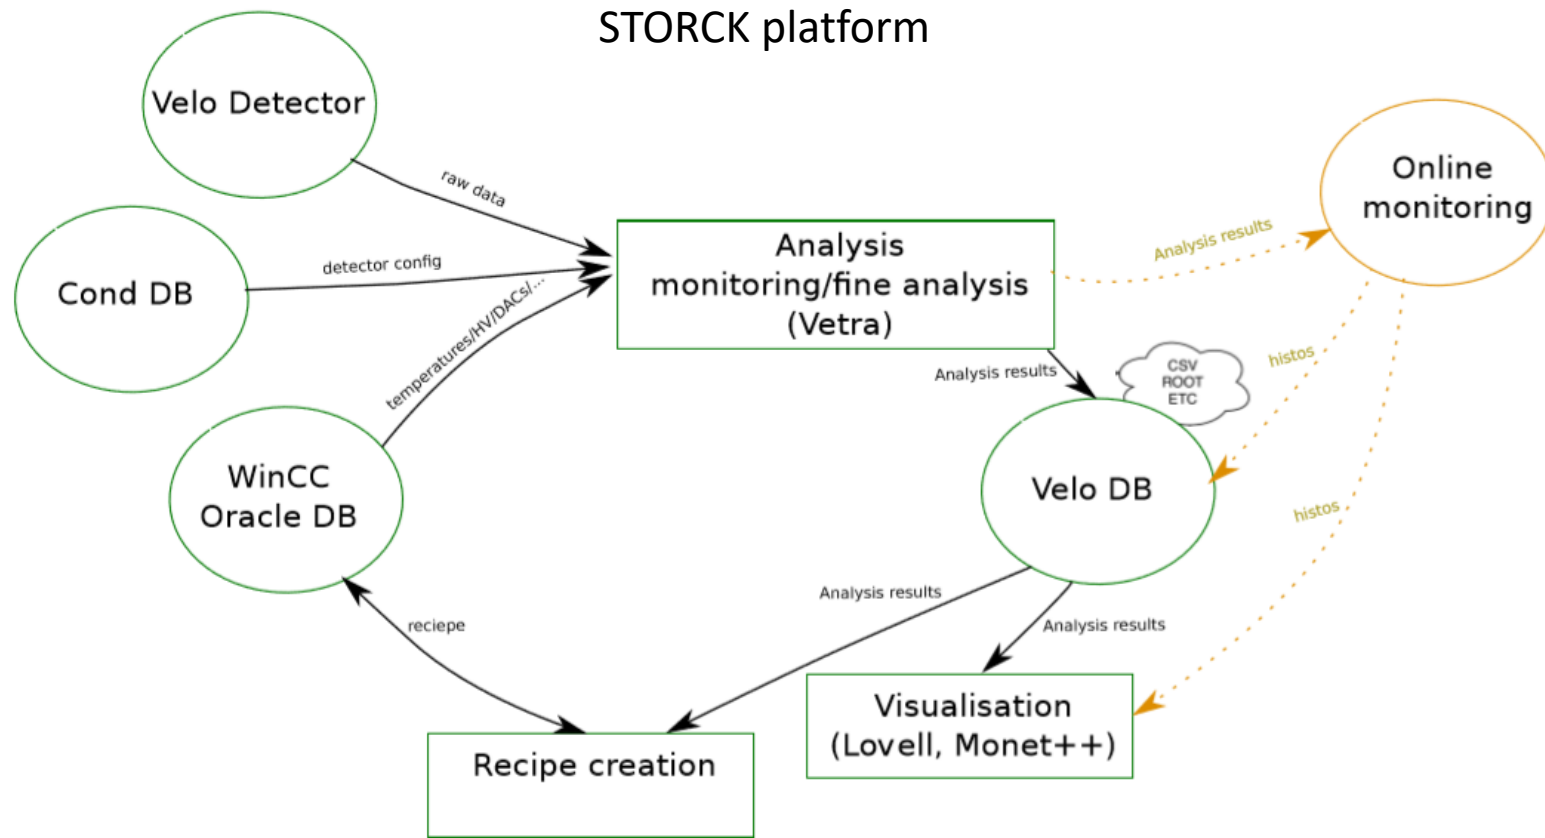 STORCK platform
Velo Detector
raw data
Online
monitoring
Analysis results
Analysis
monitoring/fine analysis
(Vetra)
detector config
Cond DB
temperatures/HV/DACs/...
Analysis results
CSV
ROOT
ETC
histos
WinCC
Oracle DB
Velo DB
histos
Analysis results
Analysis results
reciepe
Visualisation
(Lovell, Monet++)
Recipe creation